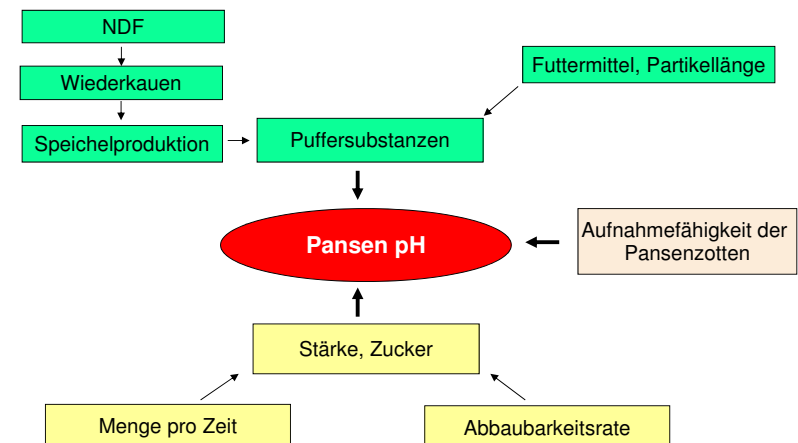 NDF
Wiederkauen
Speichelproduktion
Puffersubstanzen
Futtermittel, Partikellänge
Pansen pH
Aufnahmefähigkeit der
Pansenzotten
Stärke, Zucker
Menge pro Zeit
Abbaubarkeitsrate